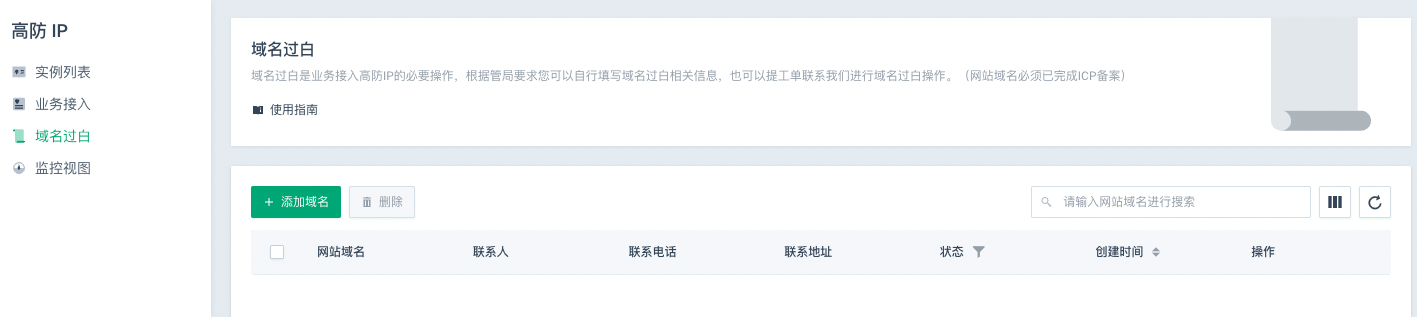 高防 IP
实例列表
业务接入
域名过白
监控视图
域名过白
域名过白是业务接入高防IP的必要操作，根据管局要求您可以自行填写域名过白相关信息，也可以提工单联系我们进行域名过白操作。（网站域名必须已完成ICP备案）
使用指南
+ 添加域名 删除 请输入网站域名进行搜索
网站域名 联系人 联系电话 联系地址 状态 创建时间 操作